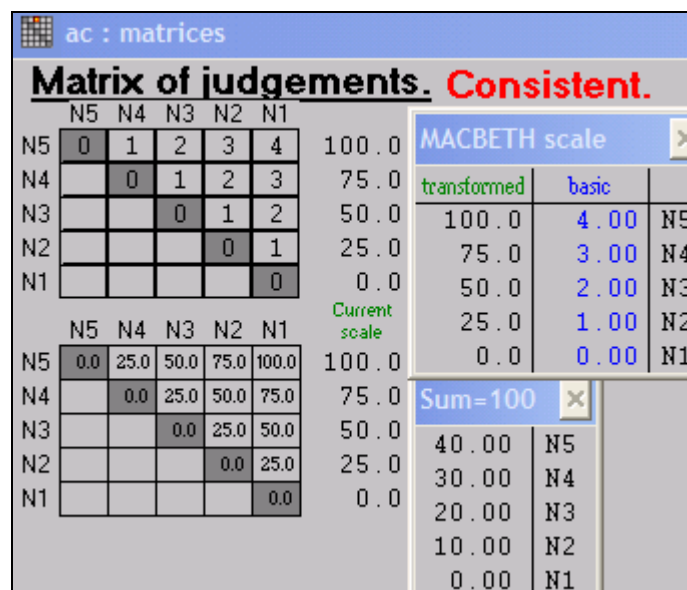 ac : matrices
Matrix of judgements. Consistent.
N5 N4 N3 N2 N1
N5 0 1 2 3 4 100.0
N4 0 1 2 3 75.0
N3 0 1 2 50.0
N2 0 1 25.0
N1 0 0.0
Current
scale
N5 N4 N3 N2 N1
N5 0.0 25.0 50.0 75.0 100.0 100.0
N4 0.0 25.0 50.0 75.0 75.0
N3 0.0 25.0 50.0 50.0
N2 0.0 25.0 25.0
N1 0.0 0.0
MACBETH scale
transformed basic
100.0 4.00 N5
75.0 3.00 N4
50.0 2.00 N3
25.0 1.00 N2
0.0 0.00 N1
Sum=100
40.00 N5
30.00 N4
20.00 N3
10.00 N2
0.00 N1